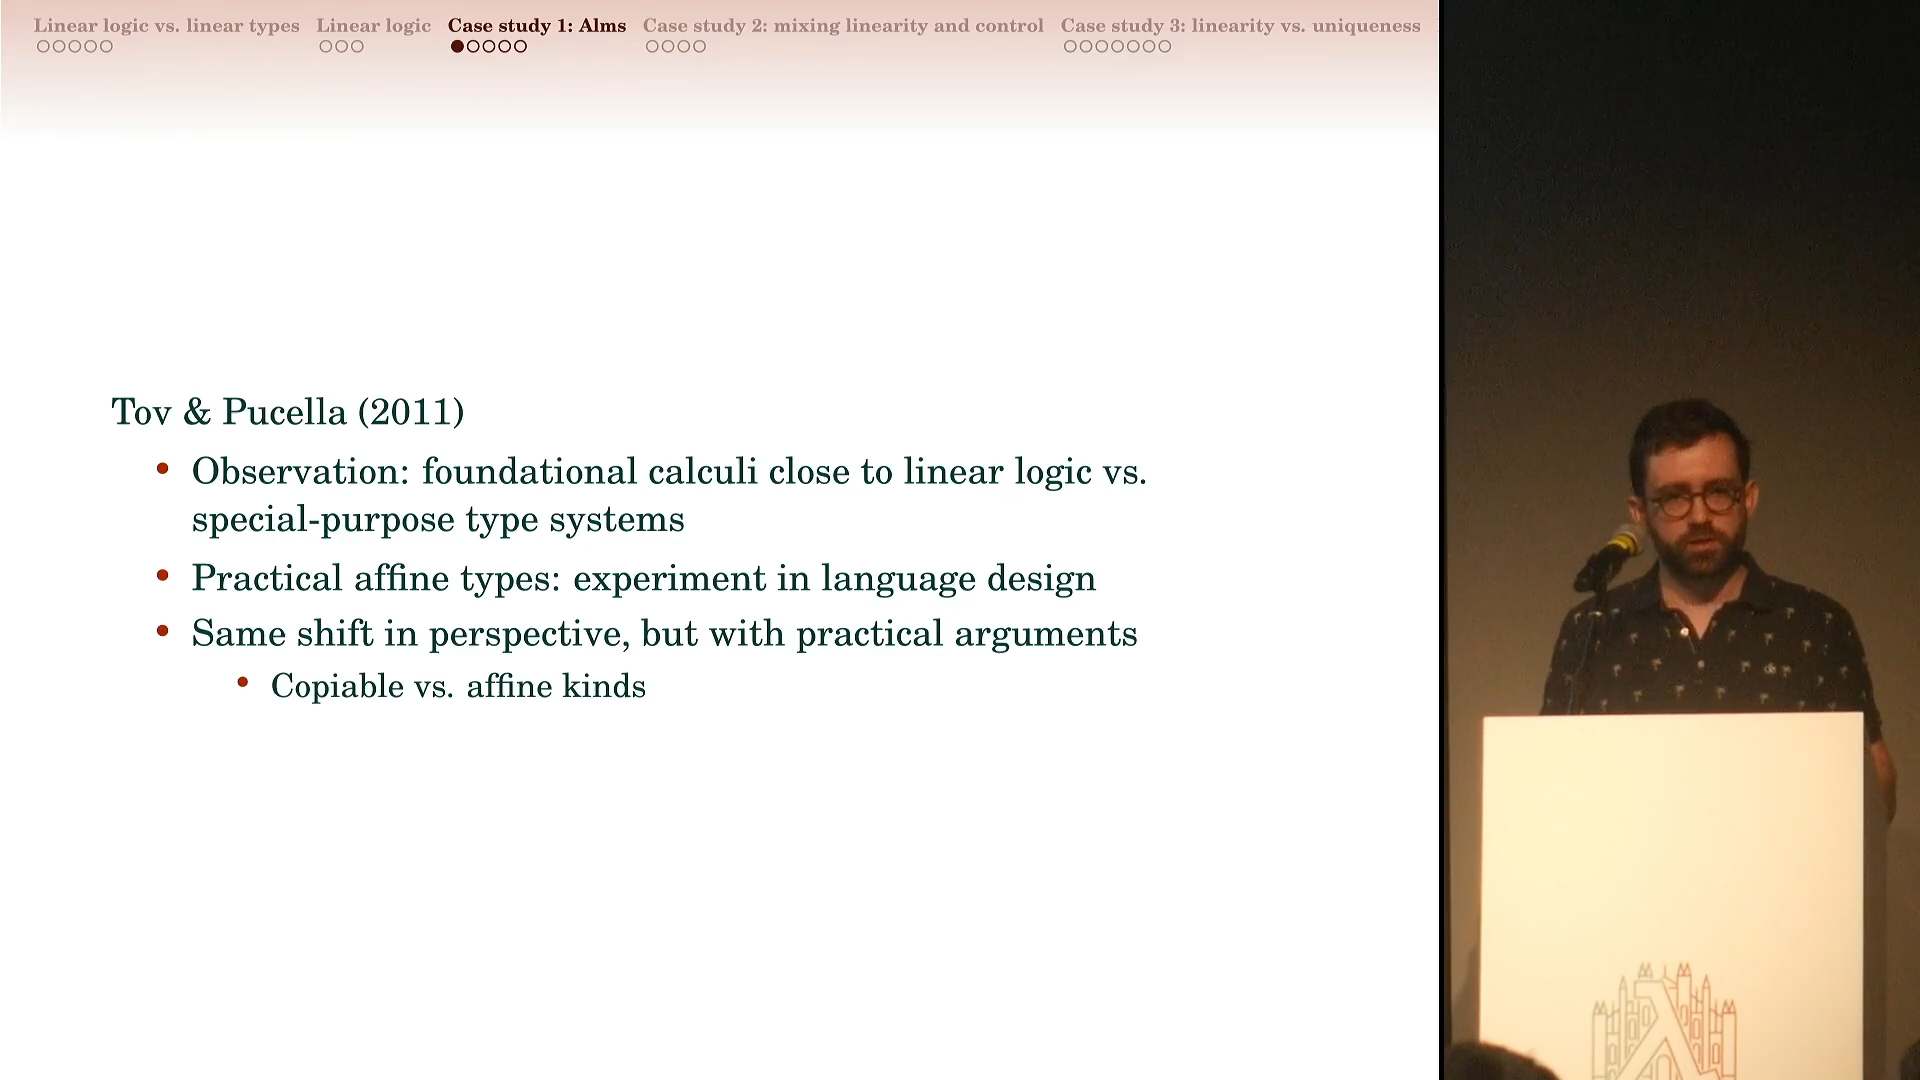 Linear logic vs. linear types Linear logic Case study 1: Alms Case study 2: mixing linearity and control Case study 3: linearity vs. uniqueness
Tov & Pucella (2011)
• Observation: foundational calculi close to linear logic vs.
special-purpose type systems
• Practical affine types: experiment in language design
• Same shift in perspective, but with practical arguments
• Copiable vs. affine kinds